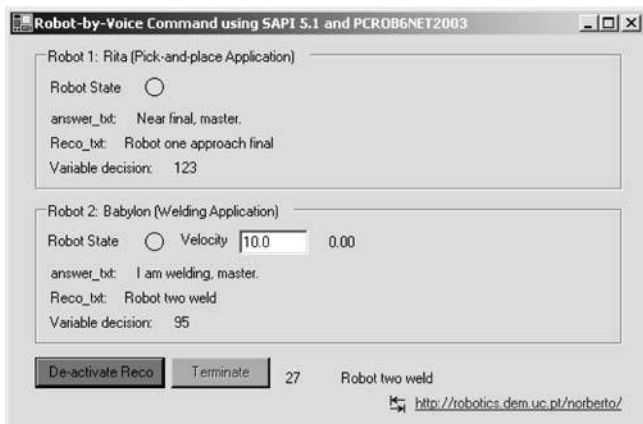 Robot-by-Voice Command using SAPI 5.1 and PCROB6NET2003
Robot 1: Rita (Pick-and-place Application)
Robot State
answer_txt: Near final, master.
Reco_txt: Robot one approach final
Variable decision: 123
Robot 2: Babylon (Welding Application)
Robot State Velocity 10.0 0.00
answer_txt: I am welding, master.
Reco_txt: Robot two weld
Variable decision: 95
De-activate Reco Terminate 27 Robot two weld
http://robotics.dem.uc.pt/norberto/